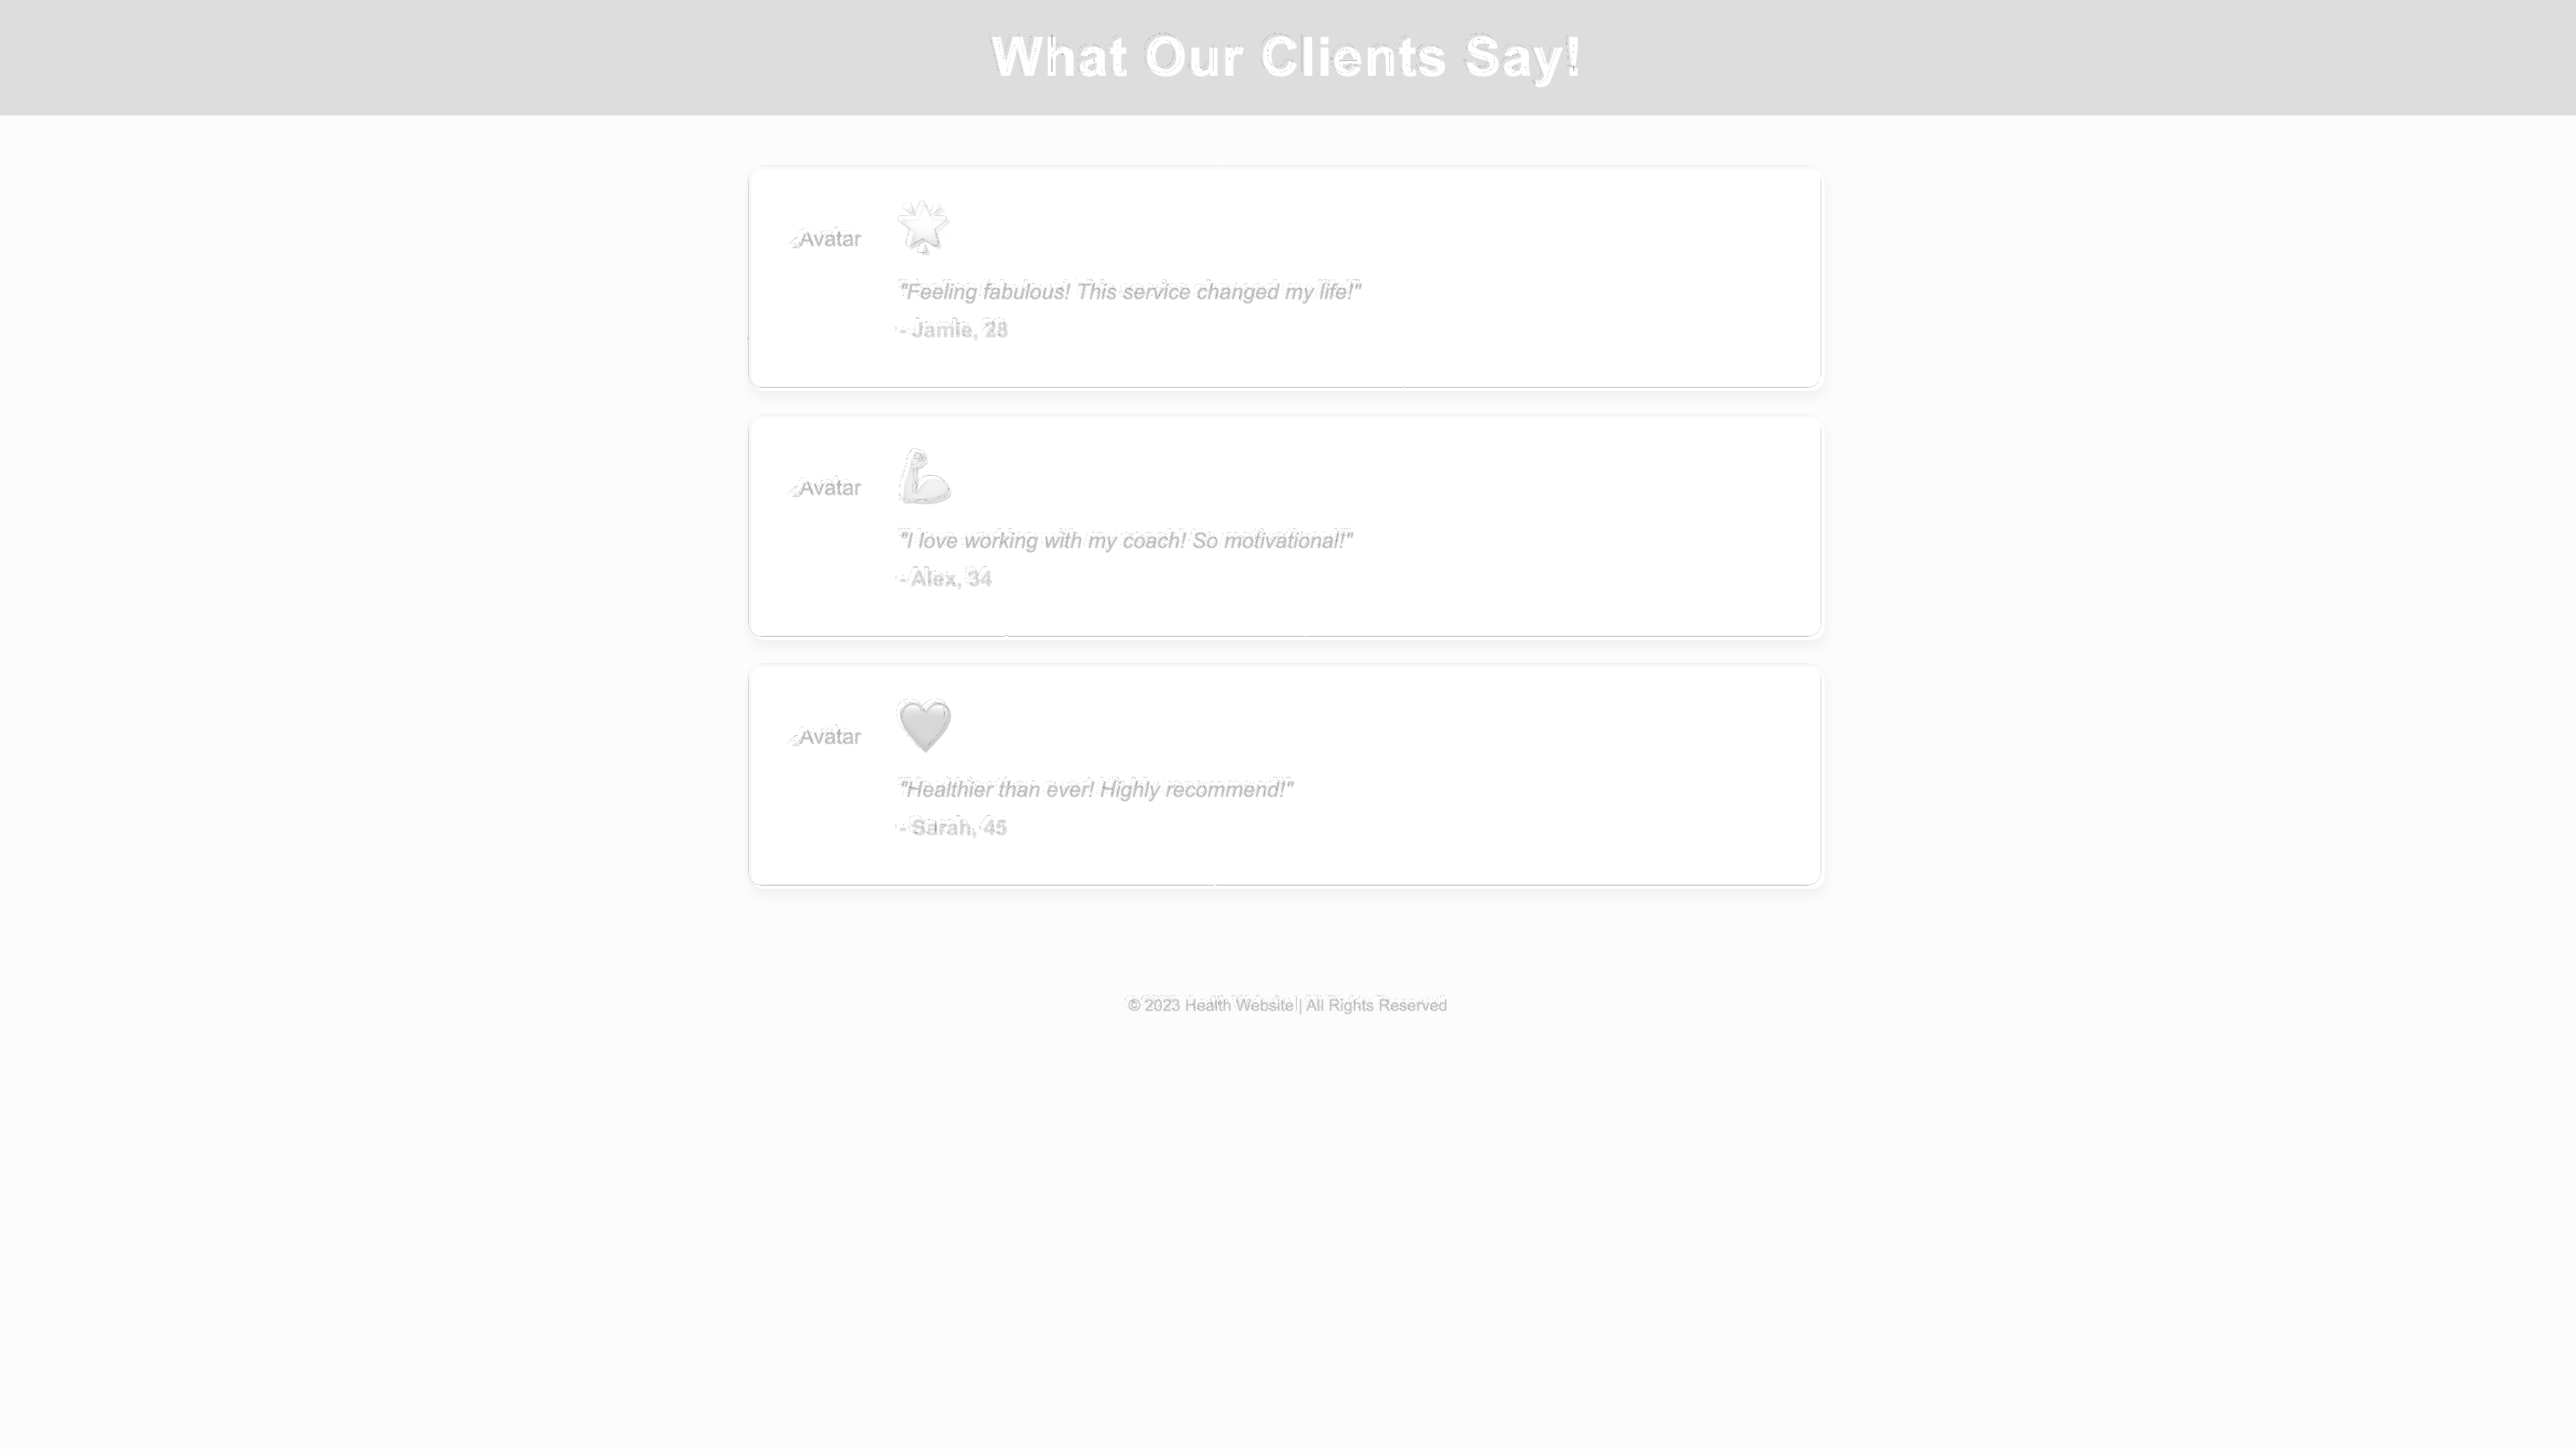 What Our Clients Say!
Avatar
"Feeling fabulous! This service changed my life!"
- Jamie, 28
Avatar
"I love working with my coach! So motivational!"
- Alex, 34
Avatar
"Healthier than ever! Highly recommend!"
- Sarah, 45
© 2023 Health Website | All Rights Reserved